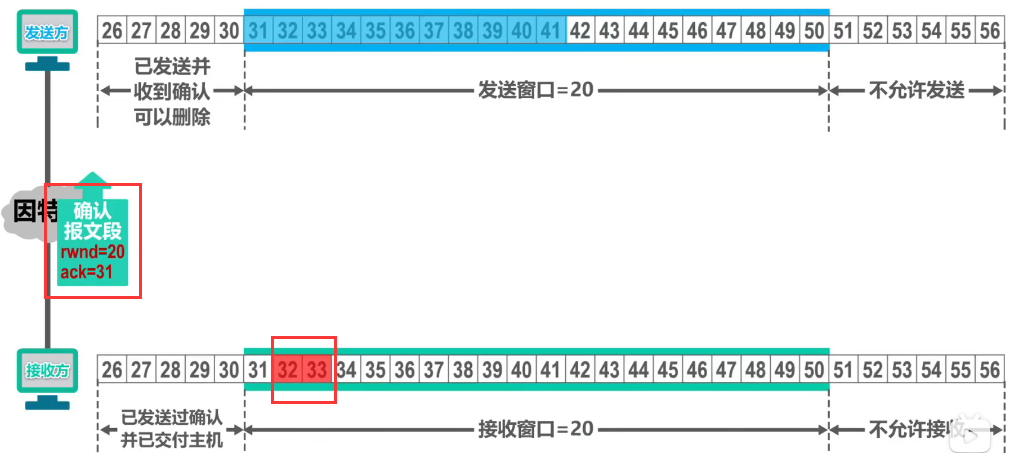 发送方
26 27 28 29 30 31 32 33 34 35 36 37 38 39 40 41 42 43 44 45 46 47 48 49 50 51 52 53 54 55 56
已发送并
收到确认
可以删除
发送窗口=20
不允许发送
因特
确认
报文段
rwnd=20
ack=31
接收方
26 27 28 29 30 31 32 33 34 35 36 37 38 39 40 41 42 43 44 45 46 47 48 49 50 51 52 53 54 55 56
已发送过确认
并已交付主机
接收窗口=20
不允许接收